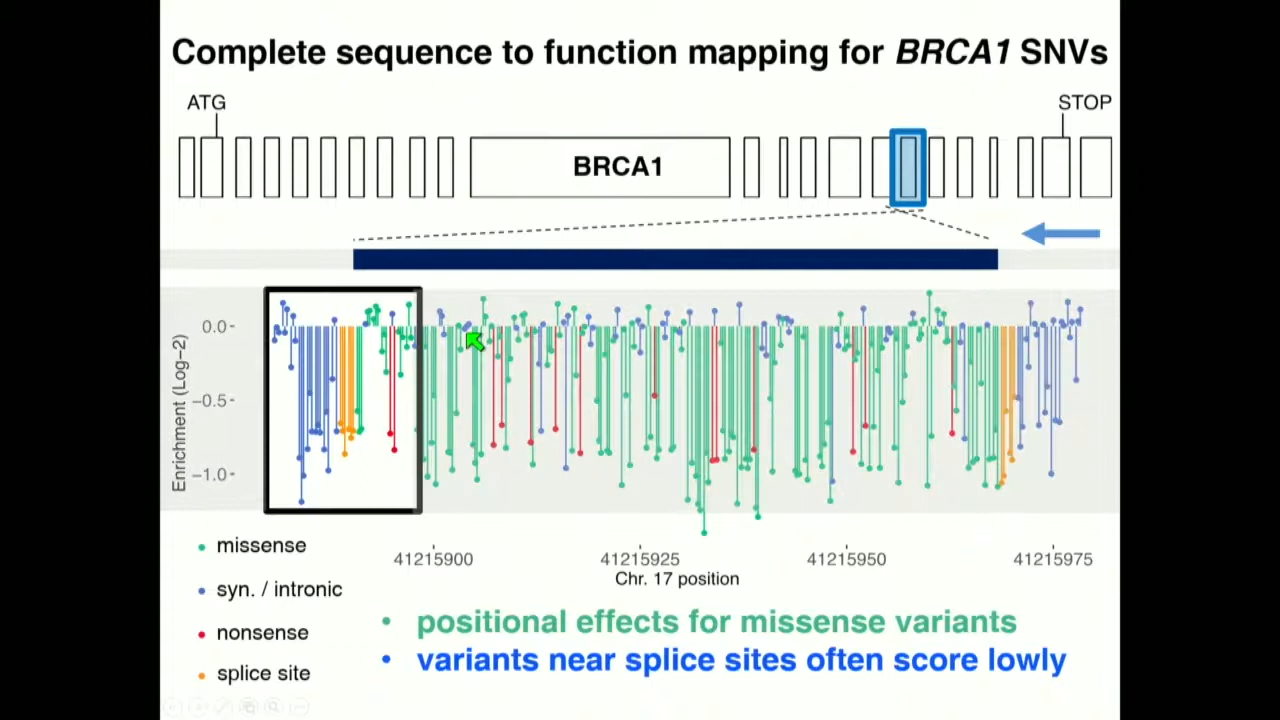 Complete sequence to function mapping for BRCA1 SNVs
ATG
STOP
BRCA1
Enrichment (Log−2)
0.0
−0.5
−1.0
41215900
41215925
41215950
41215975
Chr. 17 position
• missense
• syn. / intronic
• nonsense
• splice site
• positional effects for missense variants
• variants near splice sites often score lowly